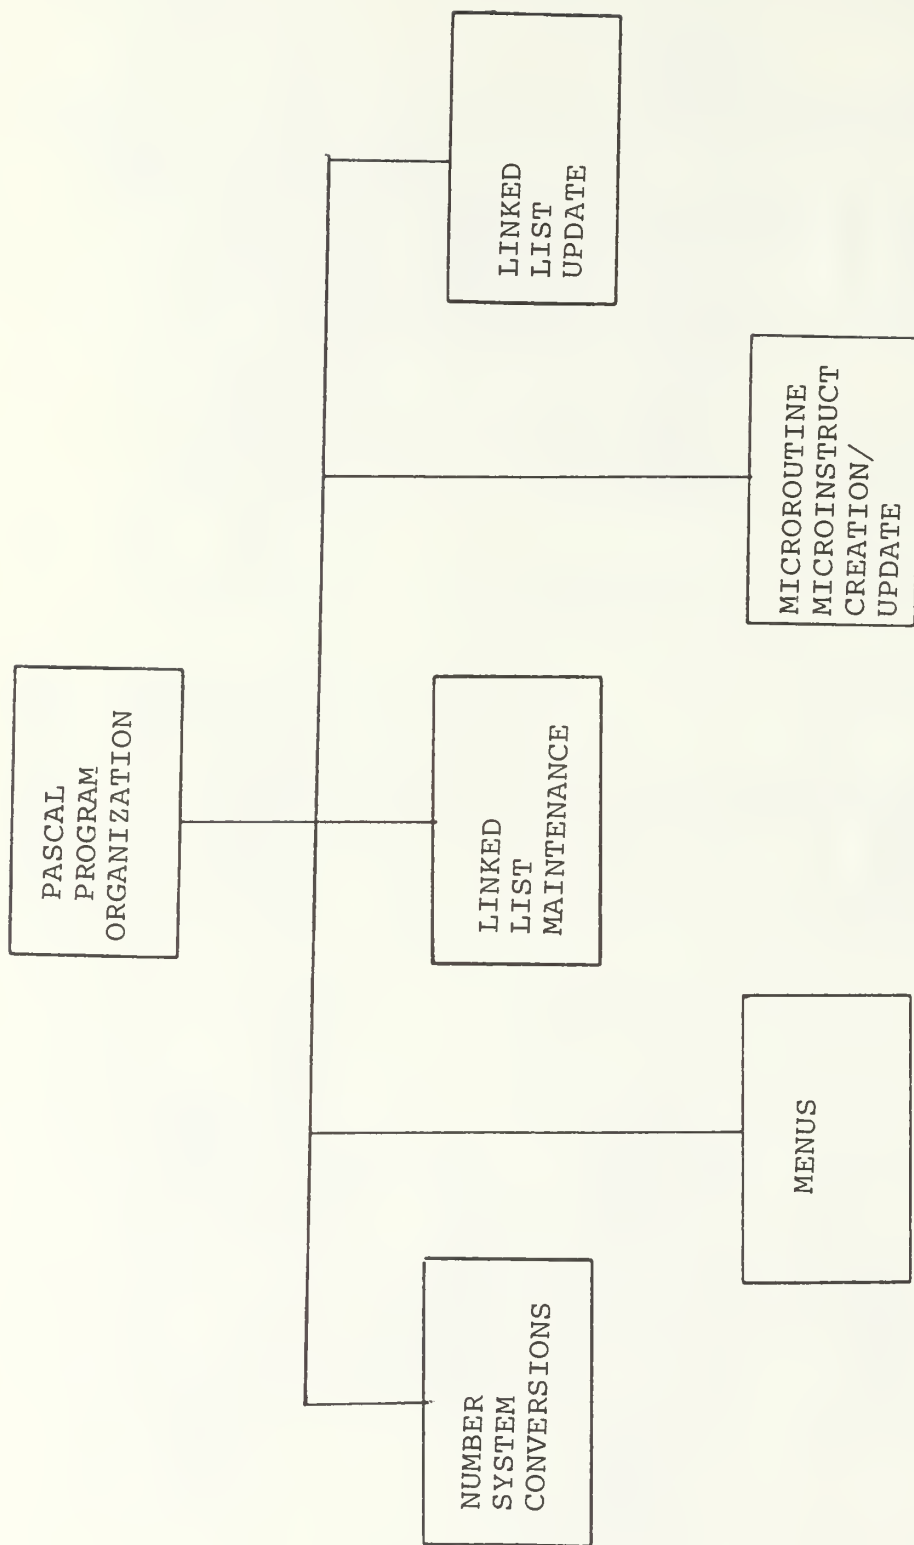 PASCAL
PROGRAM
ORGANIZATION
NUMBER
SYSTEM
CONVERSIONS
MENUS
LINKED
LIST
MAINTENANCE
MICROROUTINE
MICROINSTRUCT
CREATION/
UPDATE
LINKED
LIST
UPDATE